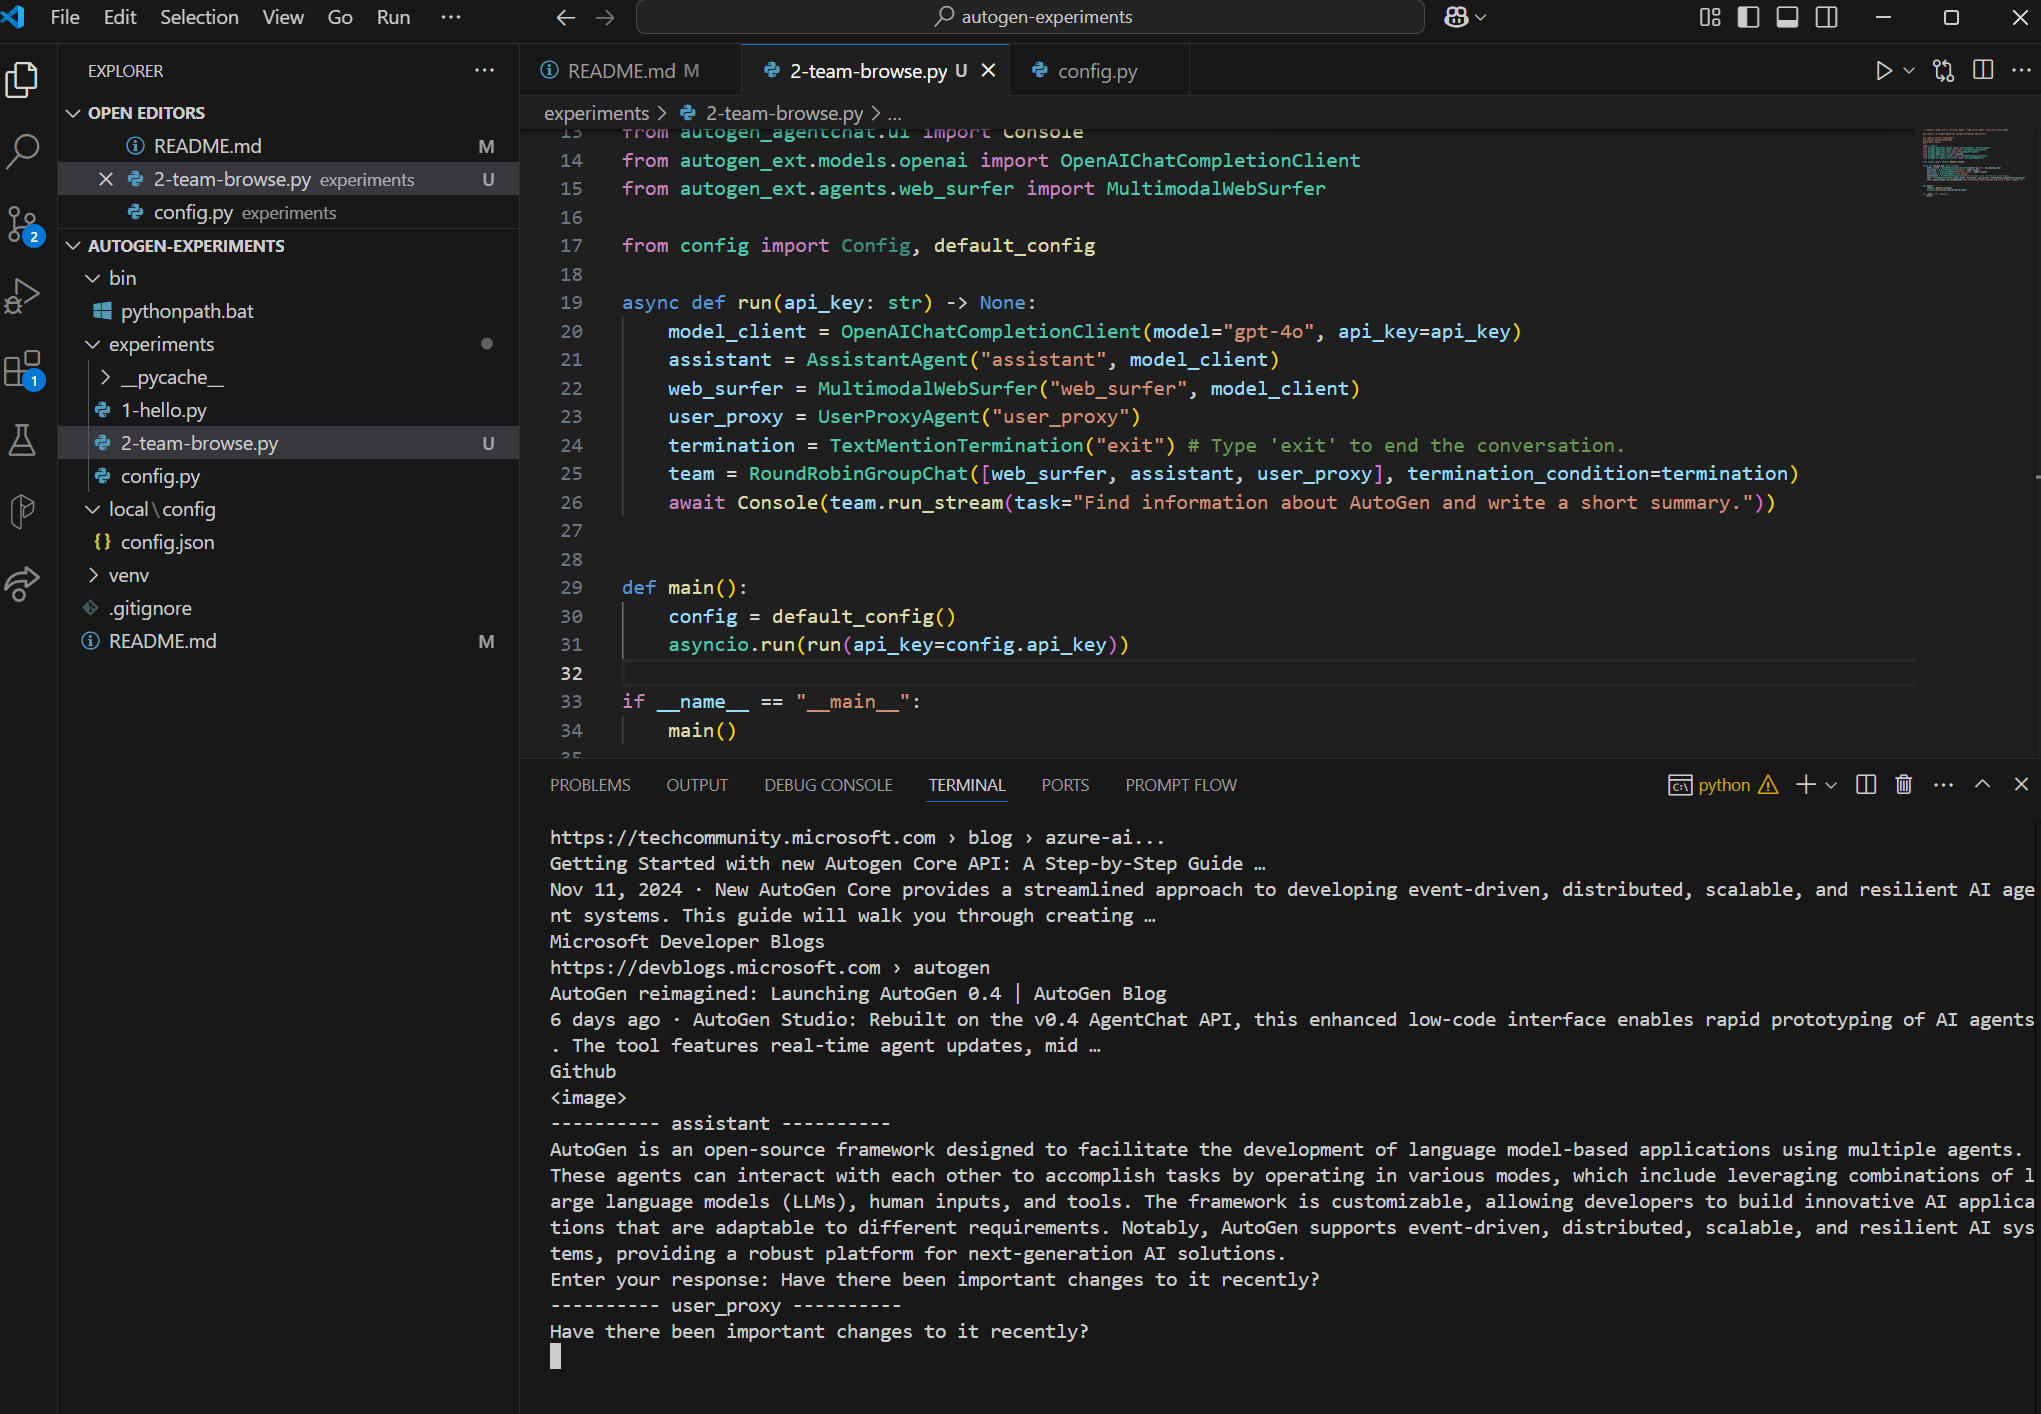 File Edit Selection View Go Run ···
autogen-experiments
EXPLORER
OPEN EDITORS
README.md M
2-team-browse.py experiments U
config.py experiments
AUTOGEN-EXPERIMENTS
bin
pythonpath.bat
experiments
__pycache__
1-hello.py
2-team-browse.py U
config.py
local\config
{} config.json
venv
.gitignore
README.md M
2
1
README.md M
2-team-browse.py U
config.py
experiments > 2-team-browse.py > ...
13 from autogen_agentchat.ui import Console
14 from autogen_ext.models.openai import OpenAIChatCompletionClient
15 from autogen_ext.agents.web_surfer import MultimodalWebSurfer
16
17 from config import Config, default_config
18
19 async def run(api_key: str) -> None:
20 model_client = OpenAIChatCompletionClient(model="gpt-4o", api_key=api_key)
21 assistant = AssistantAgent("assistant", model_client)
22 web_surfer = MultimodalWebSurfer("web_surfer", model_client)
23 user_proxy = UserProxyAgent("user_proxy")
24 termination = TextMentionTermination("exit") # Type 'exit' to end the conversation.
25 team = RoundRobinGroupChat([web_surfer, assistant, user_proxy], termination_condition=termination)
26 await Console(team.run_stream(task="Find information about AutoGen and write a short summary."))
27
28
29 def main():
30 config = default_config()
31 asyncio.run(run(api_key=config.api_key))
32
33 if __name__ == "__main__":
34 main()
35
PROBLEMS OUTPUT DEBUG CONSOLE TERMINAL PORTS PROMPT FLOW
python
https://techcommunity.microsoft.com › blog › azure-ai...
Getting Started with new Autogen Core API: A Step-by-Step Guide …
Nov 11, 2024 · New AutoGen Core provides a streamlined approach to developing event-driven, distributed, scalable, and resilient AI age
nt systems. This guide will walk you through creating …
Microsoft Developer Blogs
https://devblogs.microsoft.com › autogen
AutoGen reimagined: Launching AutoGen 0.4 | AutoGen Blog
6 days ago · AutoGen Studio: Rebuilt on the v0.4 AgentChat API, this enhanced low-code interface enables rapid prototyping of AI agents
. The tool features real-time agent updates, mid …
Github
<image>
---------- assistant ----------
AutoGen is an open-source framework designed to facilitate the development of language model-based applications using multiple agents.
These agents can interact with each other to accomplish tasks by operating in various modes, which include leveraging combinations of l
arge language models (LLMs), human inputs, and tools. The framework is customizable, allowing developers to build innovative AI applica
tions that are adaptable to different requirements. Notably, AutoGen supports event-driven, distributed, scalable, and resilient AI sys
tems, providing a robust platform for next-generation AI solutions.
Enter your response: Have there been important changes to it recently?
---------- user_proxy ----------
Have there been important changes to it recently?